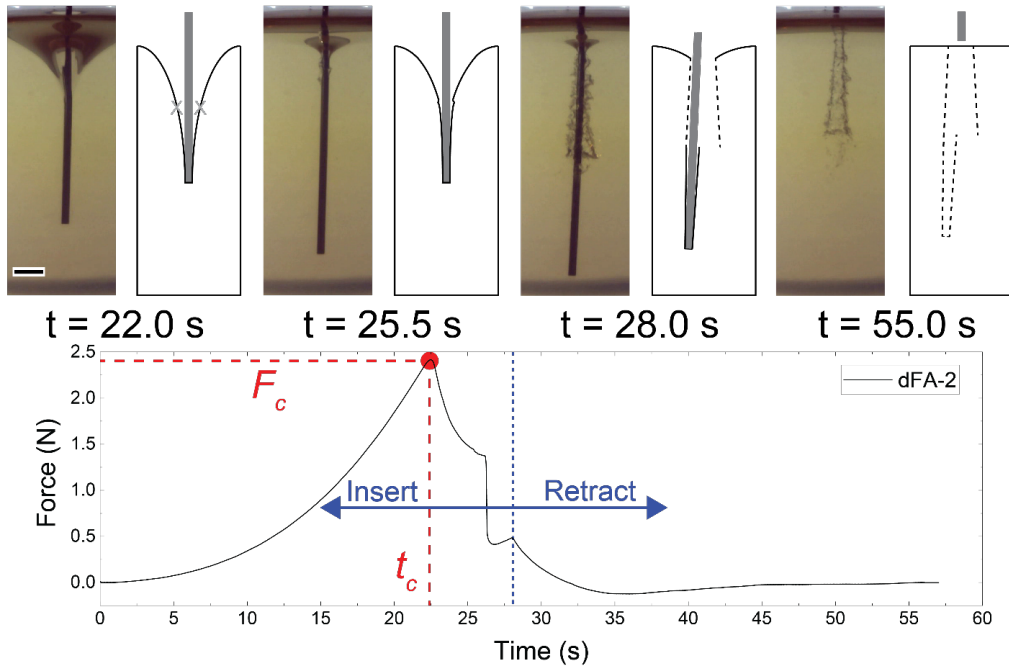 t = 22.0 s
t = 25.5 s
t = 28.0 s
t = 55.0 s
2.5
2.0
1.5
1.0
0.5
0.0
Force (N)
F_c
dFA-2
Insert
Retract
t_c
0
5
10
15
20
25
30
35
40
45
50
55
60
Time (s)